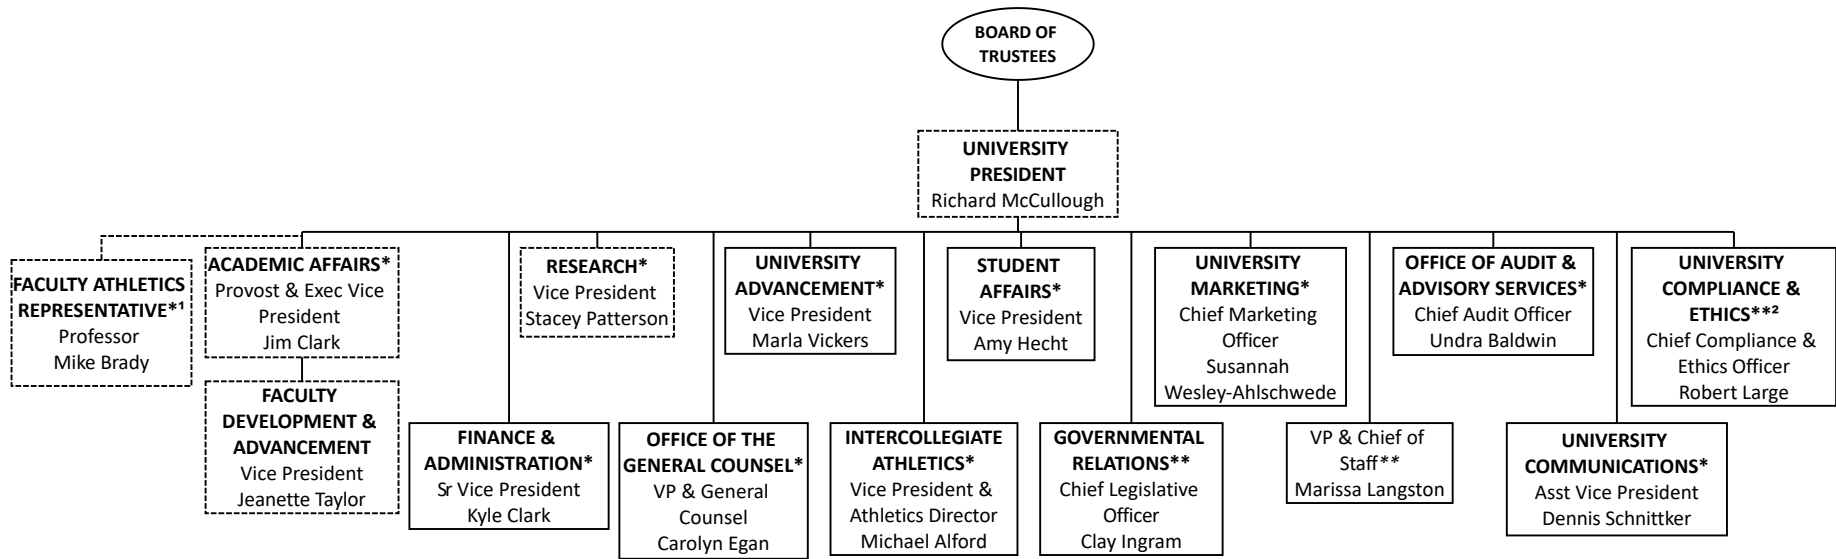 BOARD OF
TRUSTEES
UNIVERSITY
PRESIDENT
Richard McCullough
FACULTY ATHLETICS
REPRESENTATIVE*¹
Professor
Mike Brady
ACADEMIC AFFAIRS*
Provost & Exec Vice
President
Jim Clark
FACULTY
DEVELOPMENT &
ADVANCEMENT
Vice President
Jeanette Taylor
FINANCE &
ADMINISTRATION*
Sr Vice President
Kyle Clark
RESEARCH*
Vice President
Stacey Patterson
OFFICE OF THE
GENERAL COUNSEL*
VP & General
Counsel
Carolyn Egan
UNIVERSITY
ADVANCEMENT*
Vice President
Marla Vickers
INTERCOLLEGIATE
ATHLETICS*
Vice President &
Athletics Director
Michael Alford
STUDENT
AFFAIRS*
Vice President
Amy Hecht
GOVERNMENTAL
RELATIONS**
Chief Legislative
Officer
Clay Ingram
UNIVERSITY
MARKETING*
Chief Marketing
Officer
Susannah
Wesley-Ahlschwede
VP & Chief of
Staff**
Marissa Langston
OFFICE OF AUDIT &
ADVISORY SERVICES*
Chief Audit Officer
Undra Baldwin
UNIVERSITY
COMMUNICATIONS*
Asst Vice President
Dennis Schnittker
UNIVERSITY
COMPLIANCE &
ETHICS**²
Chief Compliance &
Ethics Officer
Robert Large